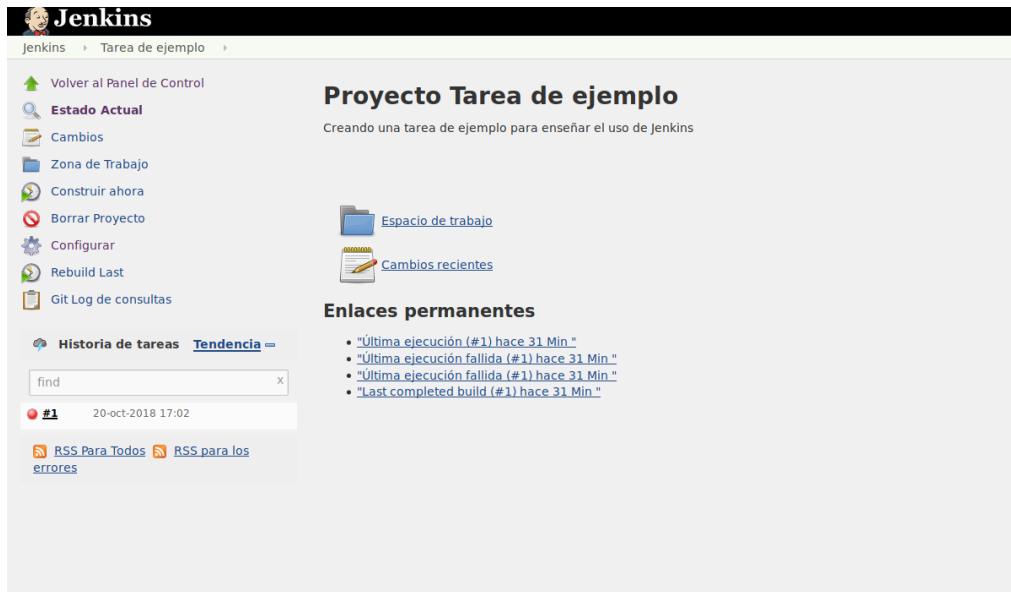 Jenkins
Jenkins Tarea de ejemplo
Volver al Panel de Control
Estado Actual
Cambios
Zona de Trabajo
Construir ahora
Borrar Proyecto
Configurar
Rebuild Last
Git Log de consultas
Historia de tareas Tendencia
find x
#1 20-oct-2018 17:02
RSS Para Todos RSS para los
errores
Proyecto Tarea de ejemplo
Creando una tarea de ejemplo para enseñar el uso de Jenkins
Espacio de trabajo
Cambios recientes
Enlaces permanentes
"Última ejecución (#1) hace 31 Min "
"Última ejecución fallida (#1) hace 31 Min "
"Última ejecución fallida (#1) hace 31 Min "
"Last completed build (#1) hace 31 Min "